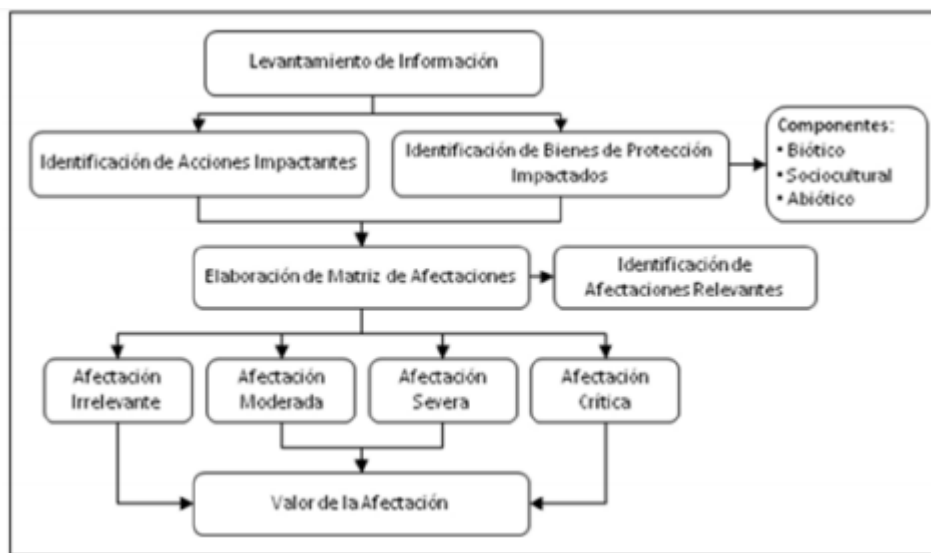 Levantamiento de Información
Identificación de Acciones Impactantes
Identificación de Bienes de Protección
Impactados
Componentes:
• Biótico
• Sociocultural
• Abiótico
Elaboración de Matriz de Afectaciones
Identificación de
Afectaciones Relevantes
Afectación
Irrelevante
Afectación
Moderada
Afectación
Severa
Afectación
Crítica
Valor de la Afectación